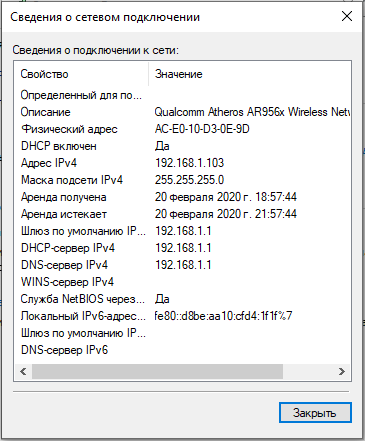 Сведения о сетевом подключении
Сведения о подключении к сети:
Свойство Значение
Определенный для по...
Описание Qualcomm Atheros AR956x Wireless Netw
Физический адрес AC-E0-10-D3-0E-9D
DHCP включен Да
Адрес IPv4 192.168.1.103
Маска подсети IPv4 255.255.255.0
Аренда получена 20 февраля 2020 г. 18:57:44
Аренда истекает 20 февраля 2020 г. 21:57:44
Шлюз по умолчанию IP... 192.168.1.1
DHCP-сервер IPv4 192.168.1.1
DNS-сервер IPv4 192.168.1.1
WINS-сервер IPv4
Служба NetBIOS через... Да
Локальный IPv6-адрес... fe80::d8be:aa10:cfd4:1f1f%7
Шлюз по умолчанию IP...
DNS-сервер IPv6
Закрыть